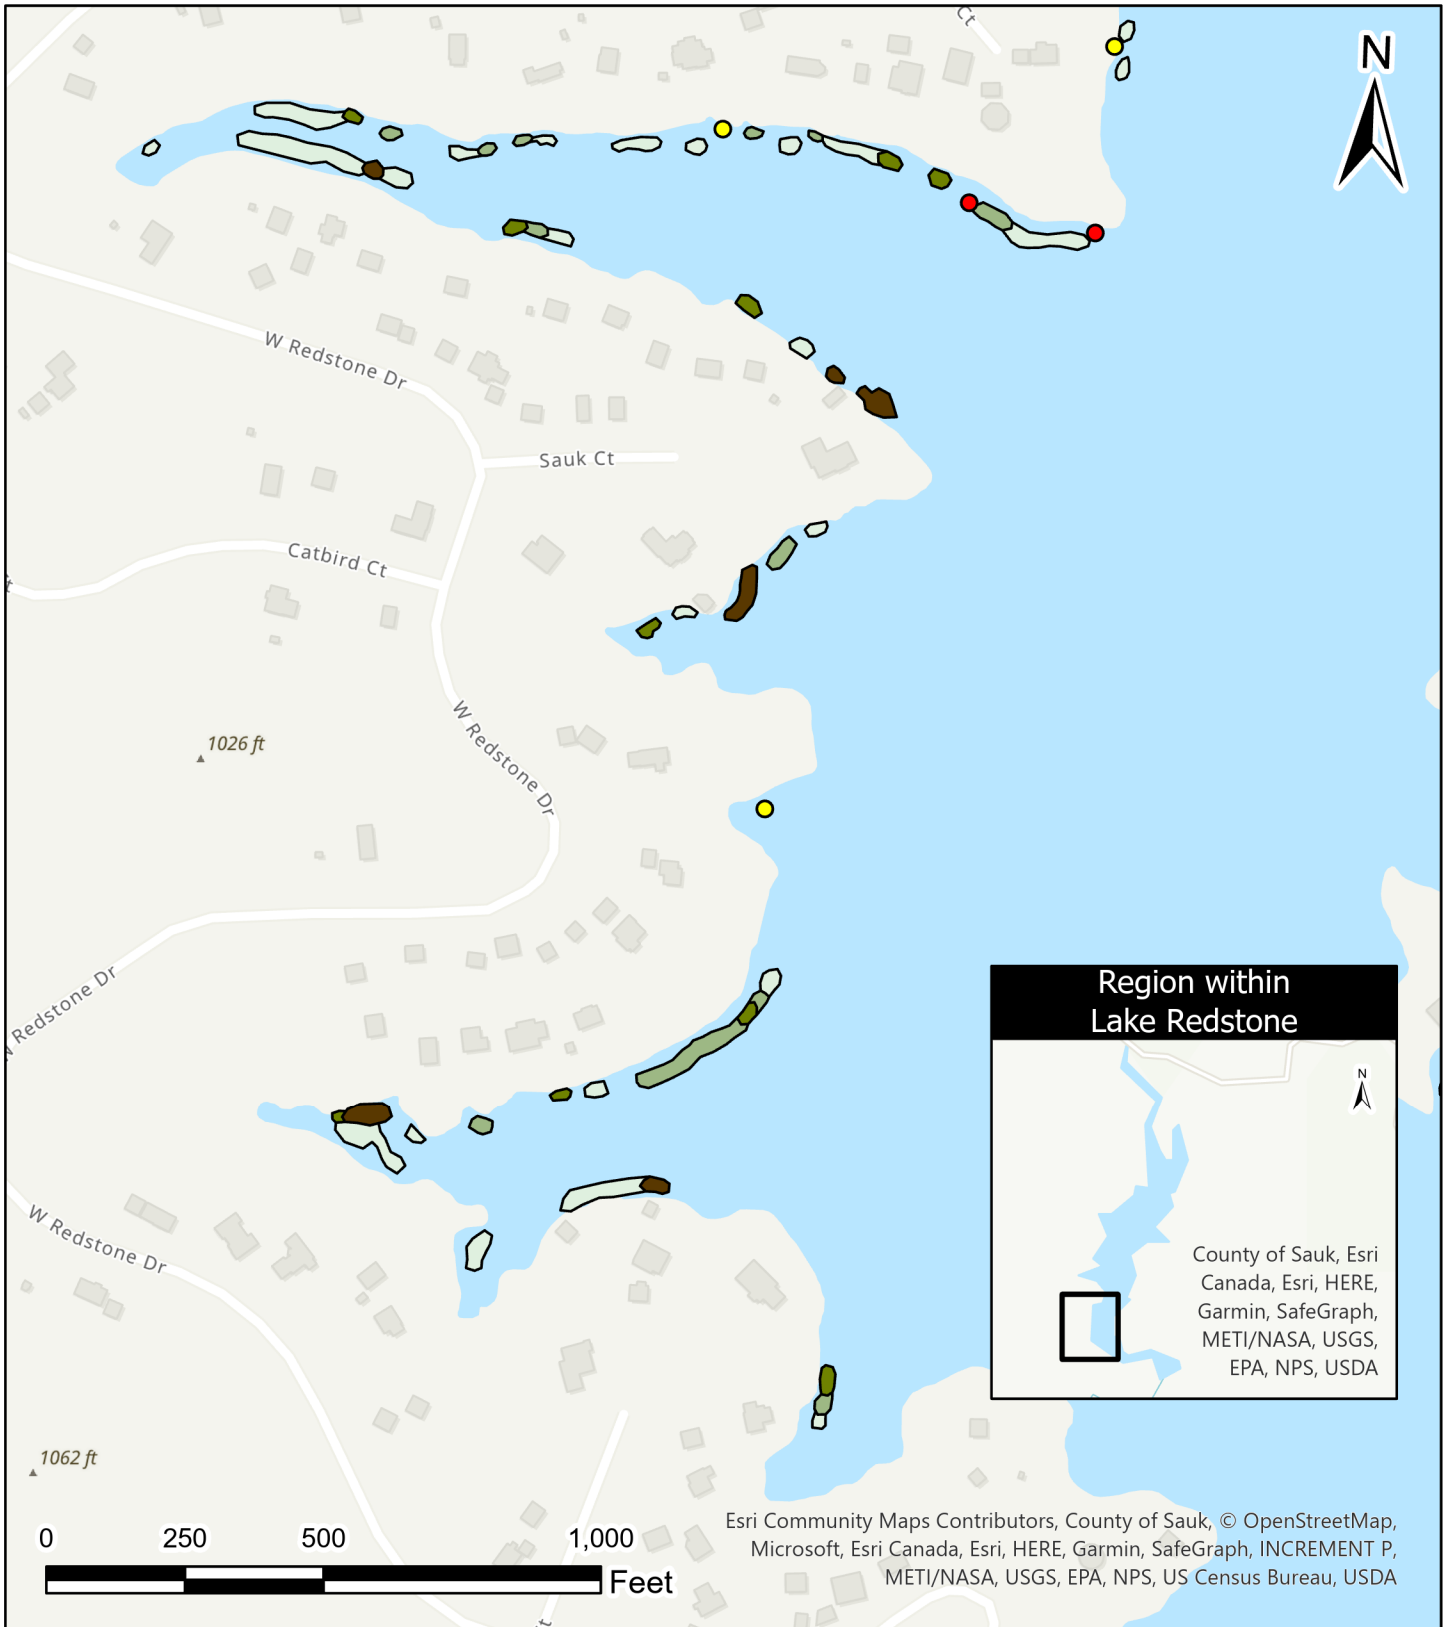 Ct
N
W Redstone Dr
Sauk Ct
Catbird Ct
W Redstone Dr
1026 ft
W Redstone Dr
Region within
Lake Redstone
N
County of Sauk, Esri
Canada, Esri, HERE,
Garmin, SafeGraph,
METI/NASA, USGS,
EPA, NPS, USDA
W Redstone Dr
1062 ft
0 250 500 1,000
Feet
Esri Community Maps Contributors, County of Sauk, © OpenStreetMap,
Microsoft, Esri Canada, Esri, HERE, Garmin, SafeGraph, INCREMENT P,
METI/NASA, USGS, EPA, NPS, US Census Bureau, USDA